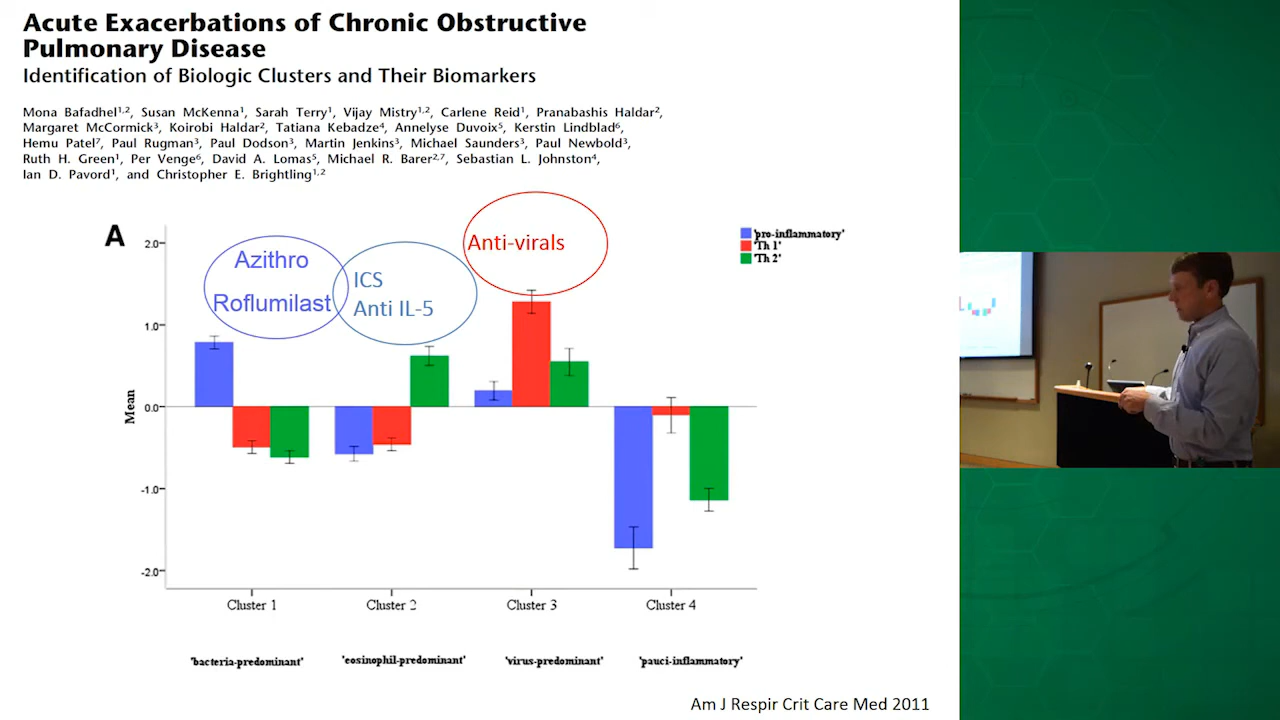 Acute Exacerbations of Chronic Obstructive
Pulmonary Disease
Identification of Biologic Clusters and Their Biomarkers
Mona Bafadhel1,2, Susan McKenna1, Sarah Terry1, Vijay Mistry1,2, Carlene Reid1, Pranabashis Haldar2,
Margaret McCormick3, Koirobi Haldar2, Tatiana Kebadze4, Annelyse Duvoix5, Kerstin Lindblad6,
Hemu Patel7, Paul Rugman3, Paul Dodson3, Martin Jenkins3, Michael Saunders3, Paul Newbold3,
Ruth H. Green1, Per Venge6, David A. Lomas5, Michael R. Barer2,7, Sebastian L. Johnston4,
Ian D. Pavord1, and Christopher E. Brightling1,2
A
'pro-inflammatory'
'Th 1'
'Th 2'
Azithro
Roflumilast
ICS
Anti IL-5
Anti-virals
Mean
2.0
1.0
0.0
-1.0
-2.0
Cluster 1
Cluster 2
Cluster 3
Cluster 4
'bacteria-predominant'
'eosinophil-predominant'
'virus-predominant'
'pauci-inflammatory'
Am J Respir Crit Care Med 2011